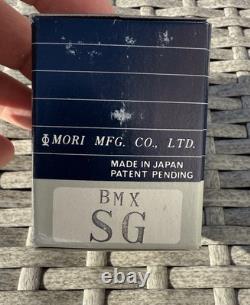 Φ MORI MFG. CO., LTD.
MADE IN JAPAN
PATENT PENDING
BMX
SG